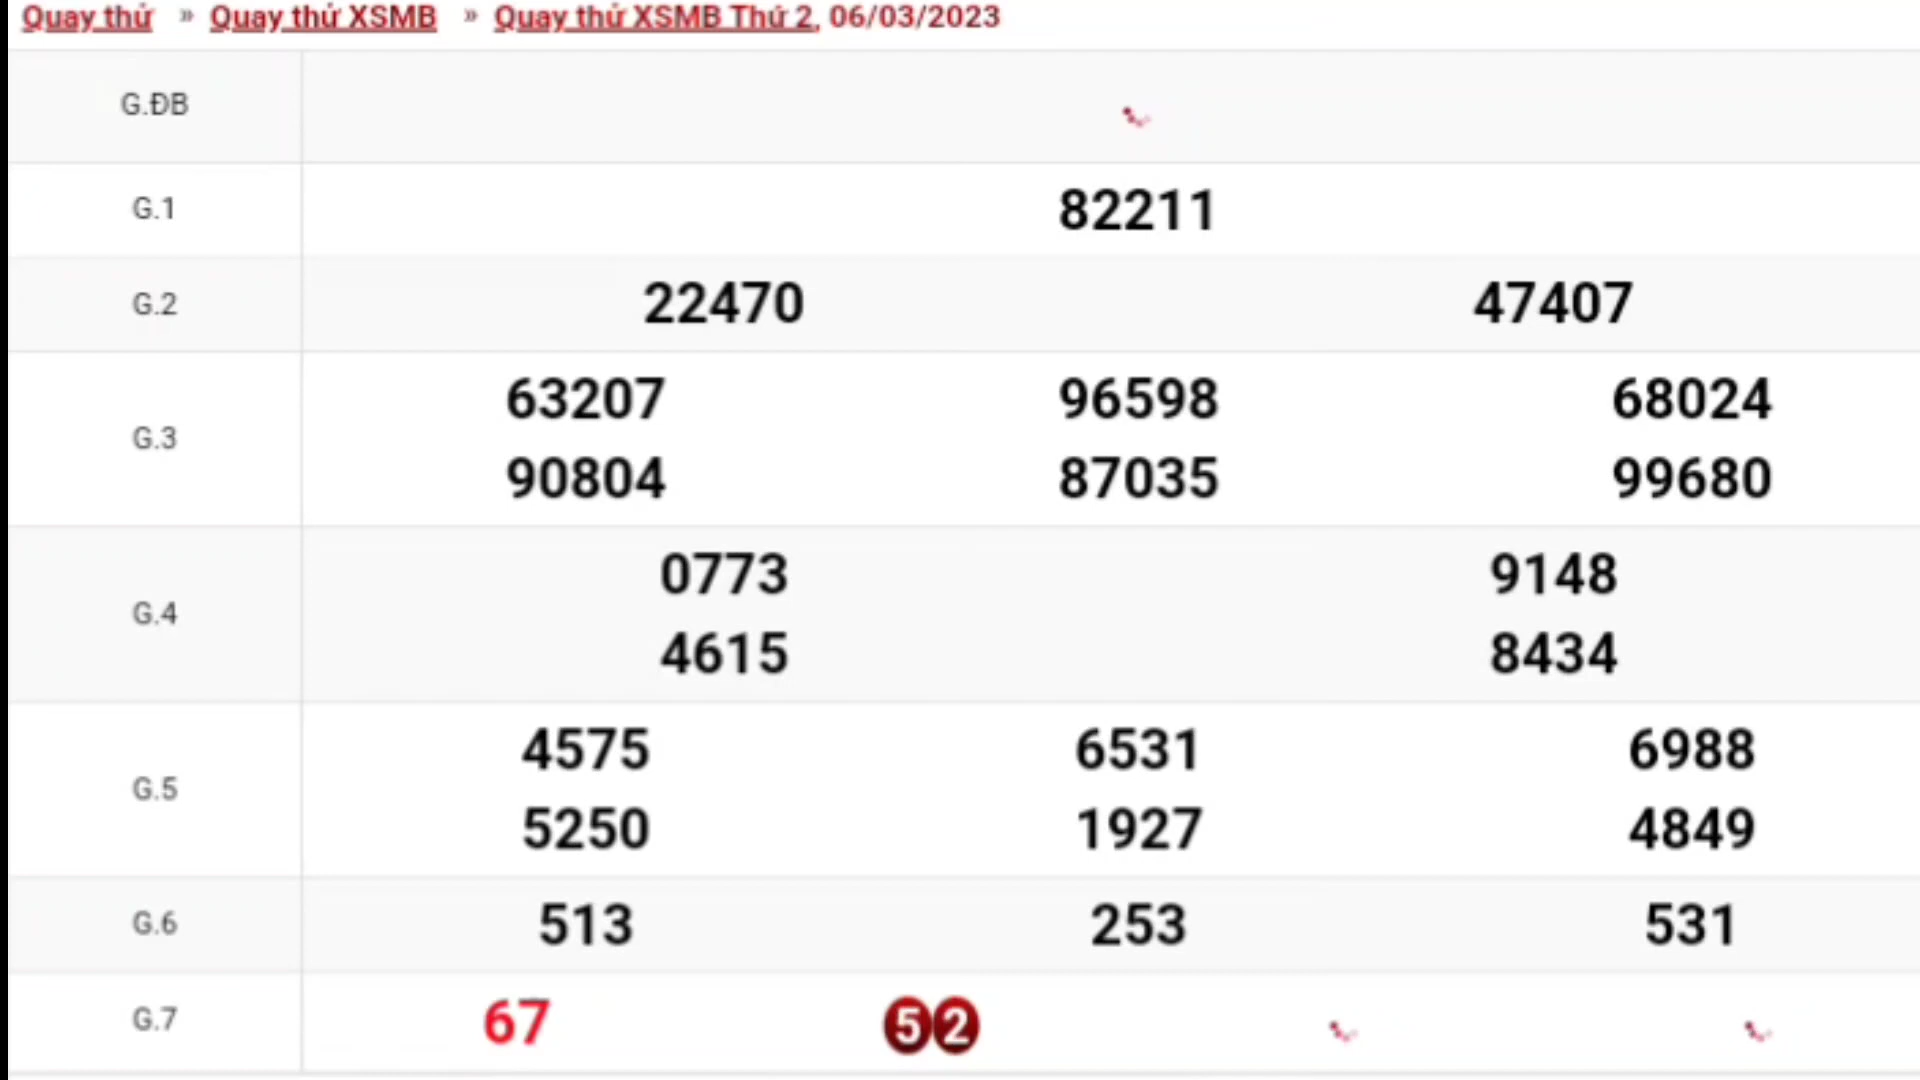 Quay thử » Quay thử XSMB » Quay thử XSMB Thứ 2, 06/03/2023
G.ĐB
G.1 82211
G.2 22470 47407
G.3 63207 96598 68024
90804 87035 99680
G.4 0773 9148
4615 8434
G.5 4575 6531 6988
5250 1927 4849
G.6 513 253 531
G.7 67 52